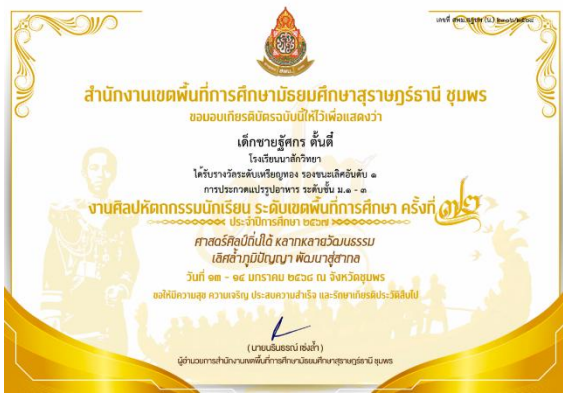 สำนักงานเขตพื้นที่การศึกษามัธยมศึกษาสุราษฎร์ธานี ชุมพร
ขอมอบเกียรติบัตรฉบับนี้ให้ไว้เพื่อแสดงว่า
เด็กชายฐัศกร ตั้นตี๋
โรงเรียนนาสักวิทยา
ได้รับรางวัลระดับเหรียญทอง รองชนะเลิศอันดับ ๑
การประกวดแปรรูปอาหาร ระดับชั้น ม.๑ - ๓
งานศิลปหัตถกรรมนักเรียน ระดับเขตพื้นที่การศึกษา ครั้งที่ ๗๒
ประจำปีการศึกษา ๒๕๖๗
ศาสตร์ศิลป์ถิ่นใต้ หลากหลายวัฒนธรรม
เลิศล้ำภูมิปัญญา พัฒนาสู่สากล
วันที่ ๑๓ - ๑๔ มกราคม ๒๕๖๘ ณ จังหวัดชุมพร
ขอให้มีความสุข ความเจริญ ประสบความสำเร็จ และรักษาเกียรติประวัติสืบไป
( นายนรินธรณ์ เซ่งล้ำ )
ผู้อำนวยการสำนักงานเขตพื้นที่การศึกษามัธยมศึกษาสุราษฎร์ธานี ชุมพร